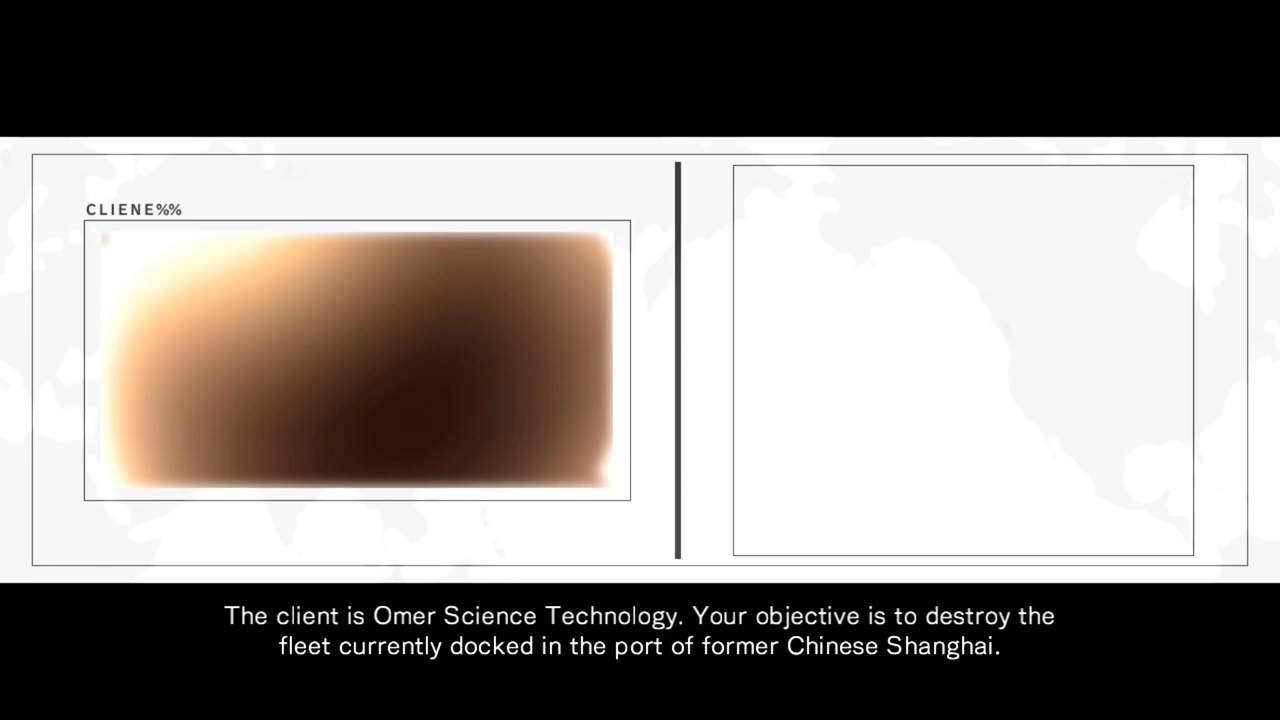 CLIENE%%
The client is Omer Science Technology. Your objective is to destroy the
fleet currently docked in the port of former Chinese Shanghai.